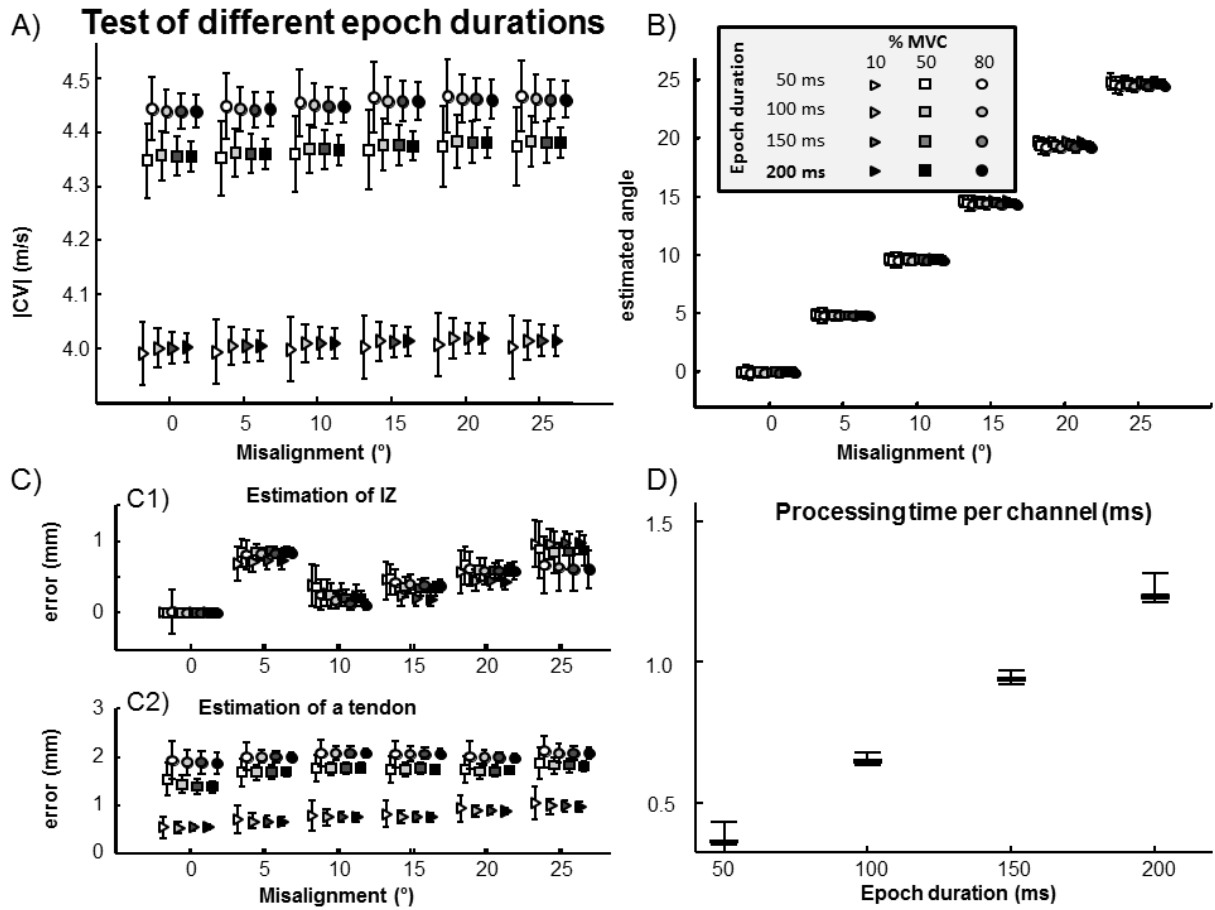 A) Test of different epoch durations
|CV| (m/s)
4.5
4.4
4.3
4.2
4.1
4.0
0 5 10 15 20 25
Misalignment (°)
B)
% MVC
10 50 80
Epoch duration
50 ms
100 ms
150 ms
200 ms
estimated angle
25
20
15
10
5
0
0 5 10 15 20 25
Misalignment (°)
C)
C1) Estimation of IZ
error (mm)
1
0
0 5 10 15 20 25
C2) Estimation of a tendon
error (mm)
3
2
1
0
0 5 10 15 20 25
Misalignment (°)
D)
Processing time per channel (ms)
1.5
1.0
0.5
50 100 150 200
Epoch duration (ms)